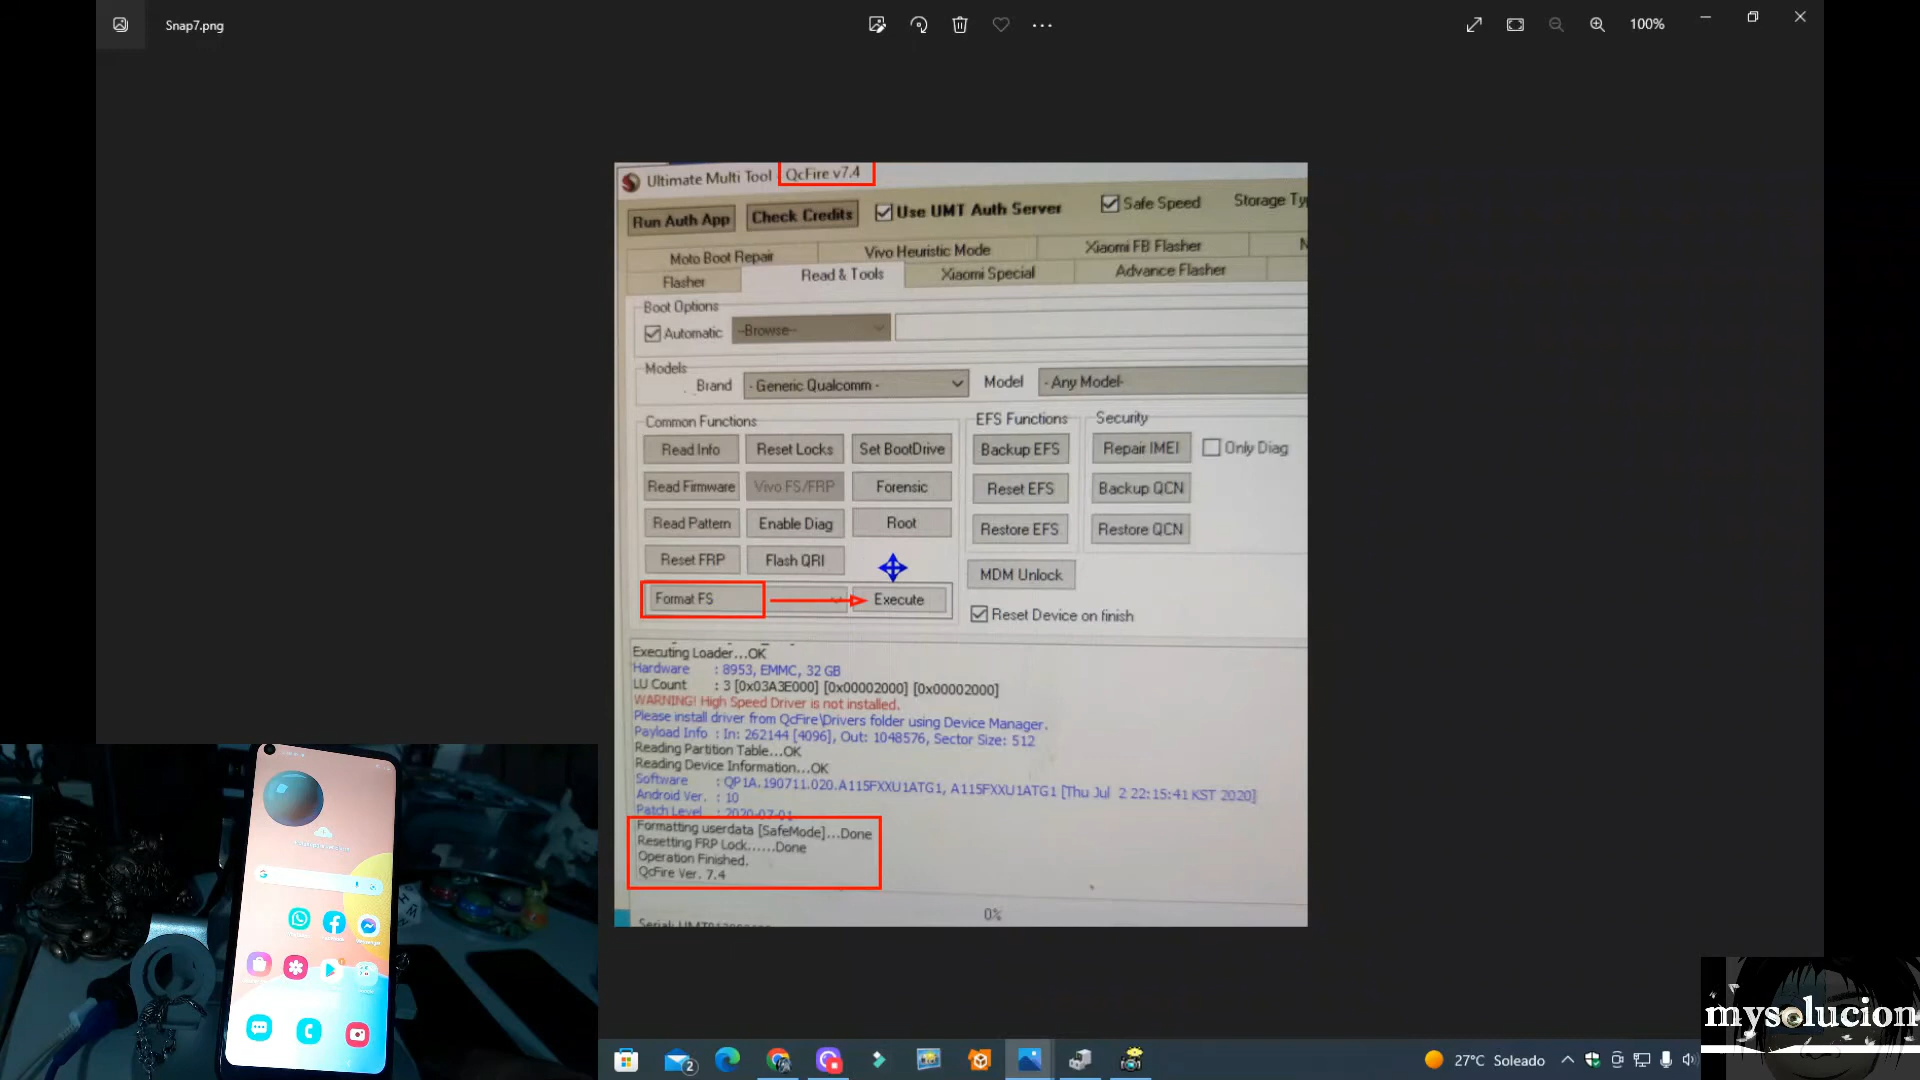 Snap7.png
100%
Ultimate Multi Tool - QcFire v7.4
Run Auth App
Check Credits
Use UMT Auth Server
Safe Speed
Storage Ty
Moto Boot Repair
Vivo Heuristic Mode
Xiaomi FB Flasher
Flasher
Read & Tools
Xiaomi Special
Advance Flasher
Boot Options
Automatic
--Browse--
Models
Brand
- Generic Qualcomm -
Model
- Any Model-
Common Functions
EFS Functions
Security
Read Info
Reset Locks
Set BootDrive
Backup EFS
Repair IMEI
Only Diag
Read Firmware
Vivo FS/FRP
Forensic
Reset EFS
Backup QCN
Read Pattern
Enable Diag
Root
Restore EFS
Restore QCN
Reset FRP
Flash QRI
MDM Unlock
Format FS
Execute
Reset Device on finish
Executing Loader...OK
Hardware : 8953, EMMC, 32 GB
LU Count : 3 [0x03A3E000] [0x00002000] [0x00002000]
WARNING! High Speed Driver is not installed.
Please install driver from QcFire\Drivers folder using Device Manager.
Payload Info : In: 262144 [4096], Out: 1048576, Sector Size: 512
Reading Partition Table...OK
Reading Device Information...OK
Software : QP1A.190711.020.A115FXXU1ATG1, A115FXXU1ATG1 [Thu Jul 2 22:15:41 KST 2020]
Android Ver. : 10
Patch Level : 2020-07-01
Formatting userdata [SafeMode]...Done
Resetting FRP Lock......Done
Operation Finished.
QcFire Ver. 7.4
0%
mysolucion
2
27°C Soleado